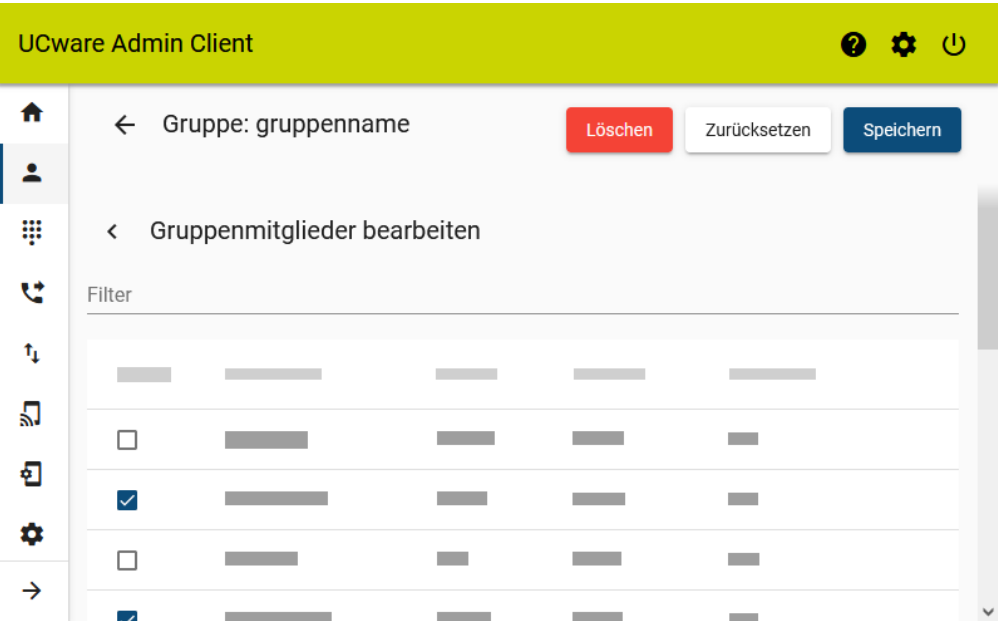 UCware Admin Client
Gruppe: gruppenname
Löschen
Zurücksetzen
Speichern
Gruppenmitglieder bearbeiten
Filter